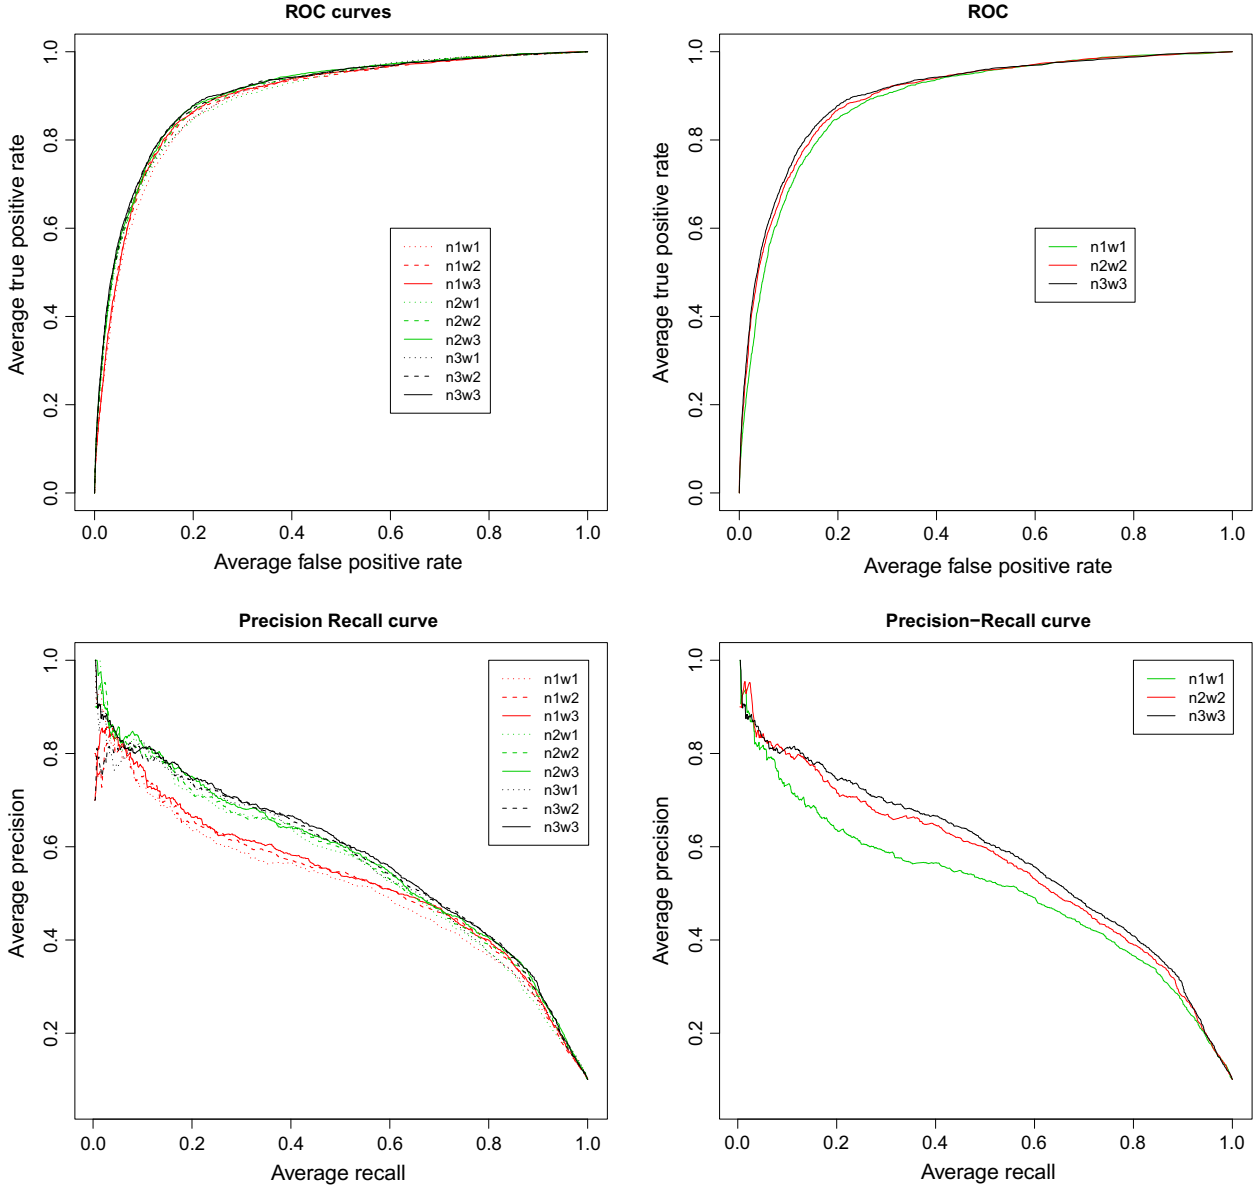 ROC curves
Average true positive rate
1.0
0.8
0.6
0.4
0.2
0.0
n1w1
n1w2
n1w3
n2w1
n2w2
n2w3
n3w1
n3w2
n3w3
0.0 0.2 0.4 0.6 0.8 1.0
Average false positive rate
ROC
Average true positive rate
1.0
0.8
0.6
0.4
0.2
0.0
n1w1
n2w2
n3w3
0.0 0.2 0.4 0.6 0.8 1.0
Average false positive rate
Precision Recall curve
Average precision
1.0
0.8
0.6
0.4
0.2
n1w1
n1w2
n1w3
n2w1
n2w2
n2w3
n3w1
n3w2
n3w3
0.0 0.2 0.4 0.6 0.8 1.0
Average recall
Precision−Recall curve
Average precision
1.0
0.8
0.6
0.4
0.2
n1w1
n2w2
n3w3
0.0 0.2 0.4 0.6 0.8 1.0
Average recall